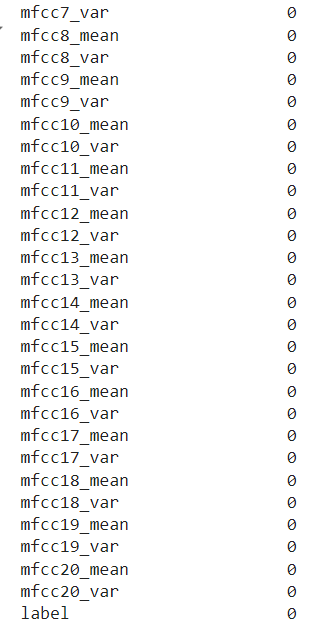 mfcc7_var 0
mfcc8_mean 0
mfcc8_var 0
mfcc9_mean 0
mfcc9_var 0
mfcc10_mean 0
mfcc10_var 0
mfcc11_mean 0
mfcc11_var 0
mfcc12_mean 0
mfcc12_var 0
mfcc13_mean 0
mfcc13_var 0
mfcc14_mean 0
mfcc14_var 0
mfcc15_mean 0
mfcc15_var 0
mfcc16_mean 0
mfcc16_var 0
mfcc17_mean 0
mfcc17_var 0
mfcc18_mean 0
mfcc18_var 0
mfcc19_mean 0
mfcc19_var 0
mfcc20_mean 0
mfcc20_var 0
label 0